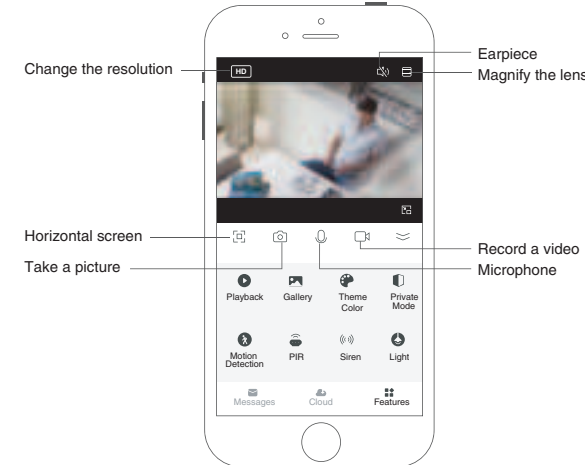 Change the resolution
HD
Earpiece
Magnify the lens
Horizontal screen
Take a picture
Record a video
Microphone
Playback
Gallery
Theme
Color
Private
Mode
Motion
Detection
PIR
Siren
Light
Messages
Cloud
Features